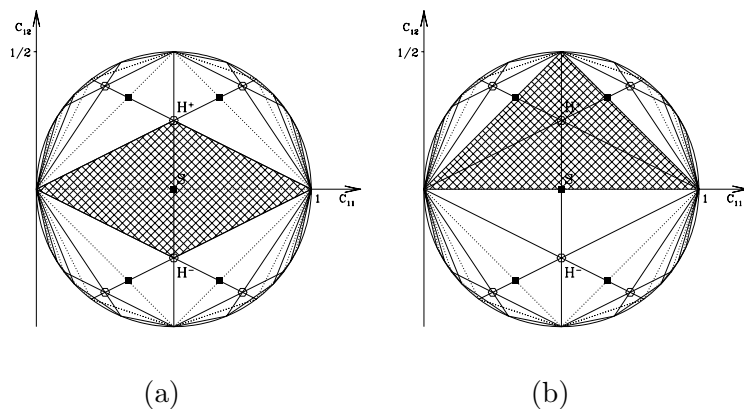 C₁₂
1/2
H⁺
S
1
C₁₁
H⁻
(a)
C₁₂
1/2
H⁺
S
1
C₁₁
H⁻
(b)